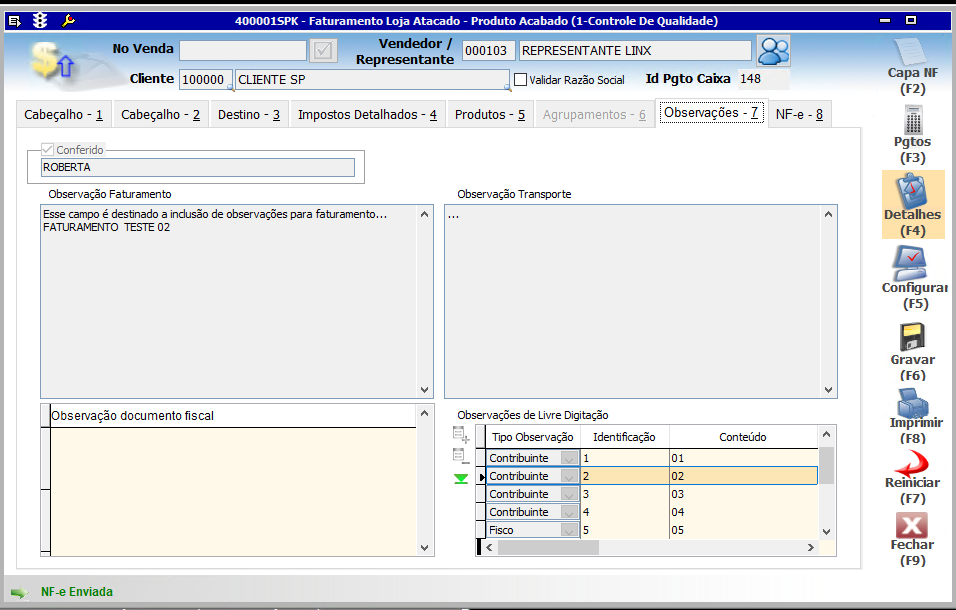 400001SPK - Faturamento Loja Atacado - Produto Acabado (1-Controle De Qualidade)
No Venda
Vendedor / Representante
000103
REPRESENTANTE LINX
Cliente
100000
CLIENTE SP
Validar Razão Social
Id Pgto Caixa
148
Cabeçalho - 1
Cabeçalho - 2
Destino - 3
Impostos Detalhados - 4
Produtos - 5
Agrupamentos - 6
Observações - 7
NF-e - 8
Conferido
ROBERTA
Observação Faturamento
Esse campo é destinado a inclusão de observações para faturamento...
FATURAMENTO TESTE 02
Observação Transporte
...
Observação documento fiscal
Observações de Livre Digitação
Tipo Observação Identificação Conteúdo
Contribuinte 1 01
Contribuinte 2 02
Contribuinte 3 03
Contribuinte 4 04
Fisco 5 05
Capa NF
(F2)
Pgtos
(F3)
Detalhes
(F4)
Configurar
(F5)
Gravar
(F6)
Imprimir
(F8)
Reiniciar
(F7)
Fechar
(F9)
NF-e Enviada